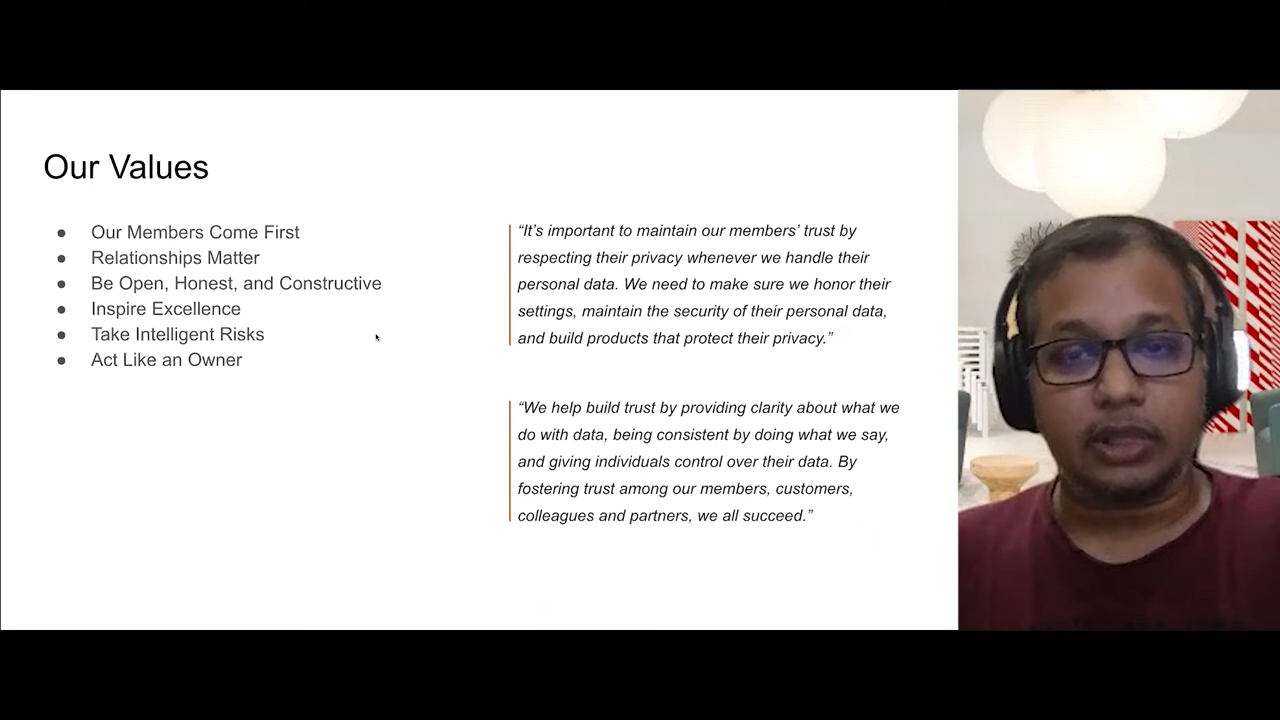 Our Values
● Our Members Come First
● Relationships Matter
● Be Open, Honest, and Constructive
● Inspire Excellence
● Take Intelligent Risks
● Act Like an Owner
“It’s important to maintain our members’ trust by
respecting their privacy whenever we handle their
personal data. We need to make sure we honor their
settings, maintain the security of their personal data,
and build products that protect their privacy.”
“We help build trust by providing clarity about what we
do with data, being consistent by doing what we say,
and giving individuals control over their data. By
fostering trust among our members, customers,
colleagues and partners, we all succeed.”